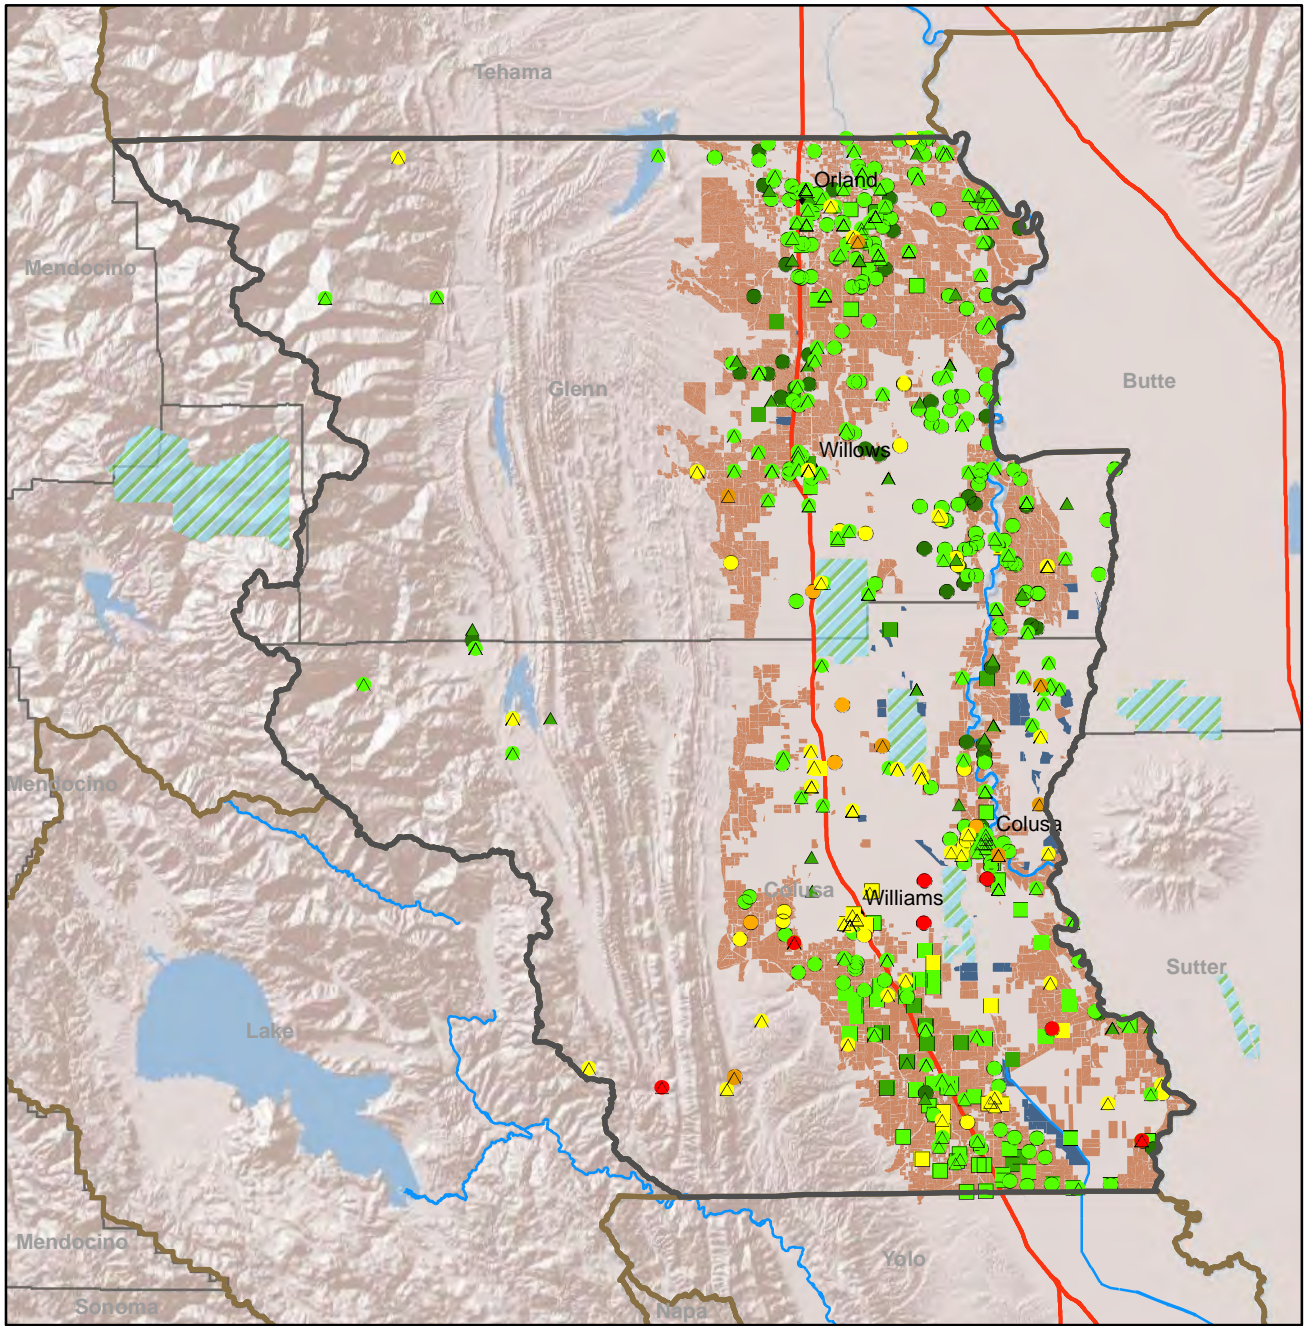 Tehama
Orland
Mendocino
Butte
Glenn
Willows
Mendocino
Colusa
Colusa
Williams
Sutter
Lake
Mendocino
Yolo
Sonoma
Napa